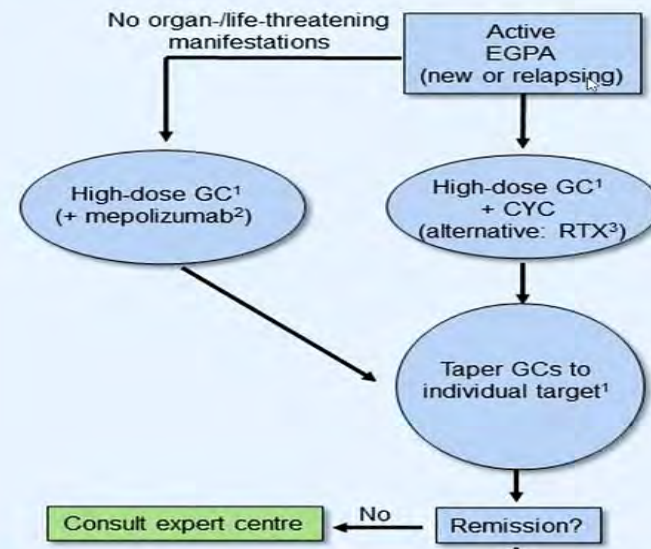 No organ-/life-threatening
manifestations
Active
EGPA
(new or relapsing)
High-dose GC¹
(+ mepolizumab²)
High-dose GC¹
+ CYC
(alternative: RTX³)
Taper GCs to
individual target¹
Consult expert centre
No
Remission?